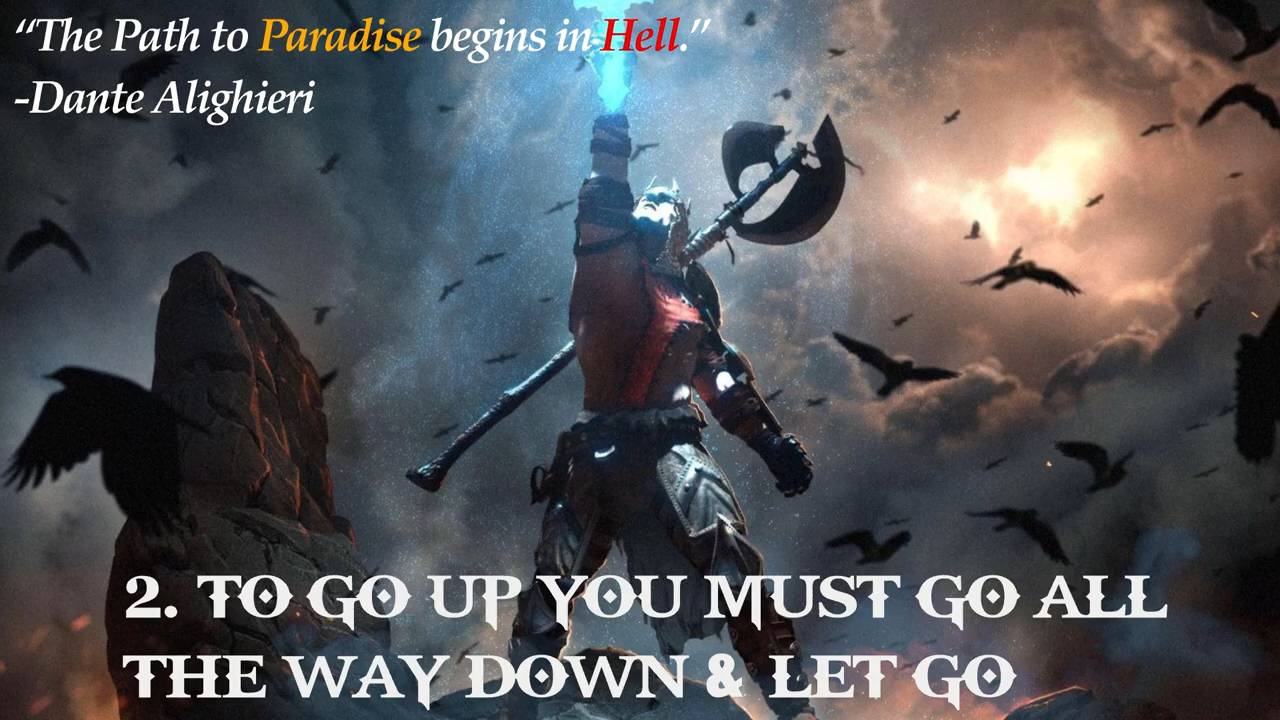 “The Path to Paradise begins in Hell.”
-Dante Alighieri
2. TO GO UP YOU MUST GO ALL
THE WAY DOWN & LET GO